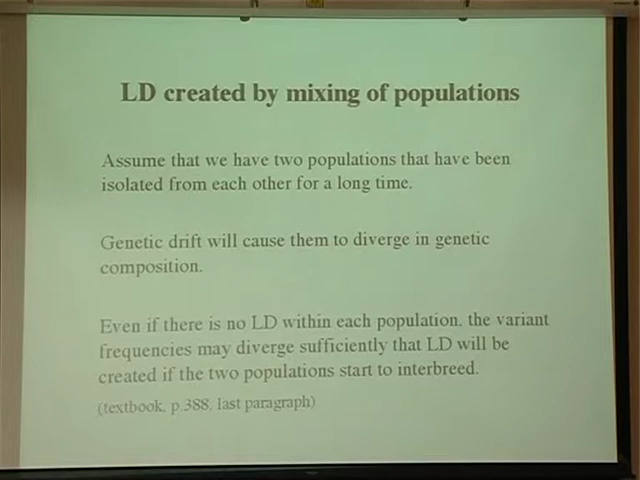 LD created by mixing of populations
Assume that we have two populations that have been
isolated from each other for a long time.
Genetic drift will cause them to diverge in genetic
composition.
Even if there is no LD within each population, the variant
frequencies may diverge sufficiently that LD will be
created if the two populations start to interbreed.
(textbook, p.388, last paragraph)